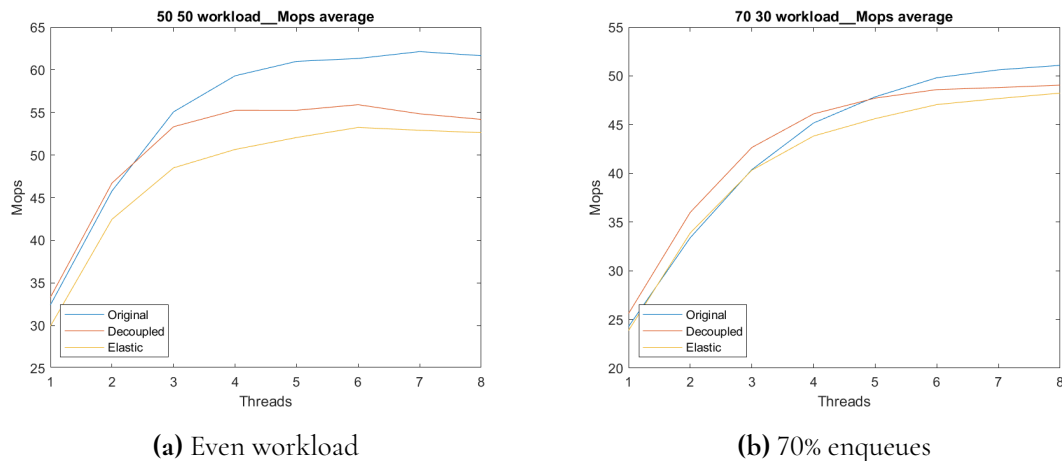 50 50 workload__Mops average
65
60
55
50
45
40
35
30
25
Mops
Original
Decoupled
Elastic
1 2 3 4 5 6 7 8
Threads
(a) Even workload
70 30 workload__Mops average
55
50
45
40
35
30
25
20
Mops
Original
Decoupled
Elastic
1 2 3 4 5 6 7 8
Threads
(b) 70% enqueues